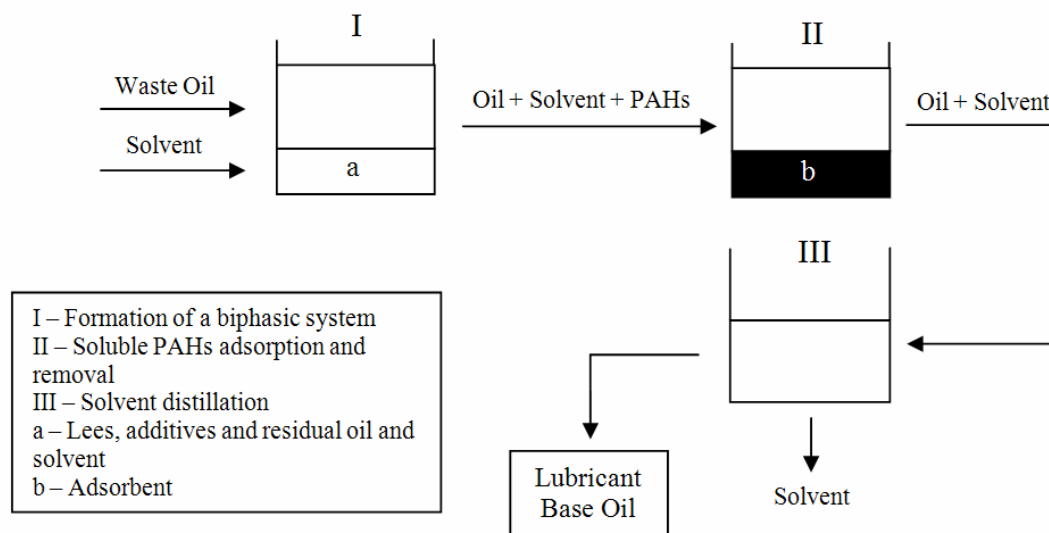 I
II
Waste Oil
Oil + Solvent + PAHs
Oil + Solvent
Solvent
a
b
III
I – Formation of a biphasic system
II – Soluble PAHs adsorption and
removal
III – Solvent distillation
a – Lees, additives and residual oil and
solvent
b – Adsorbent
Lubricant
Base Oil
Solvent